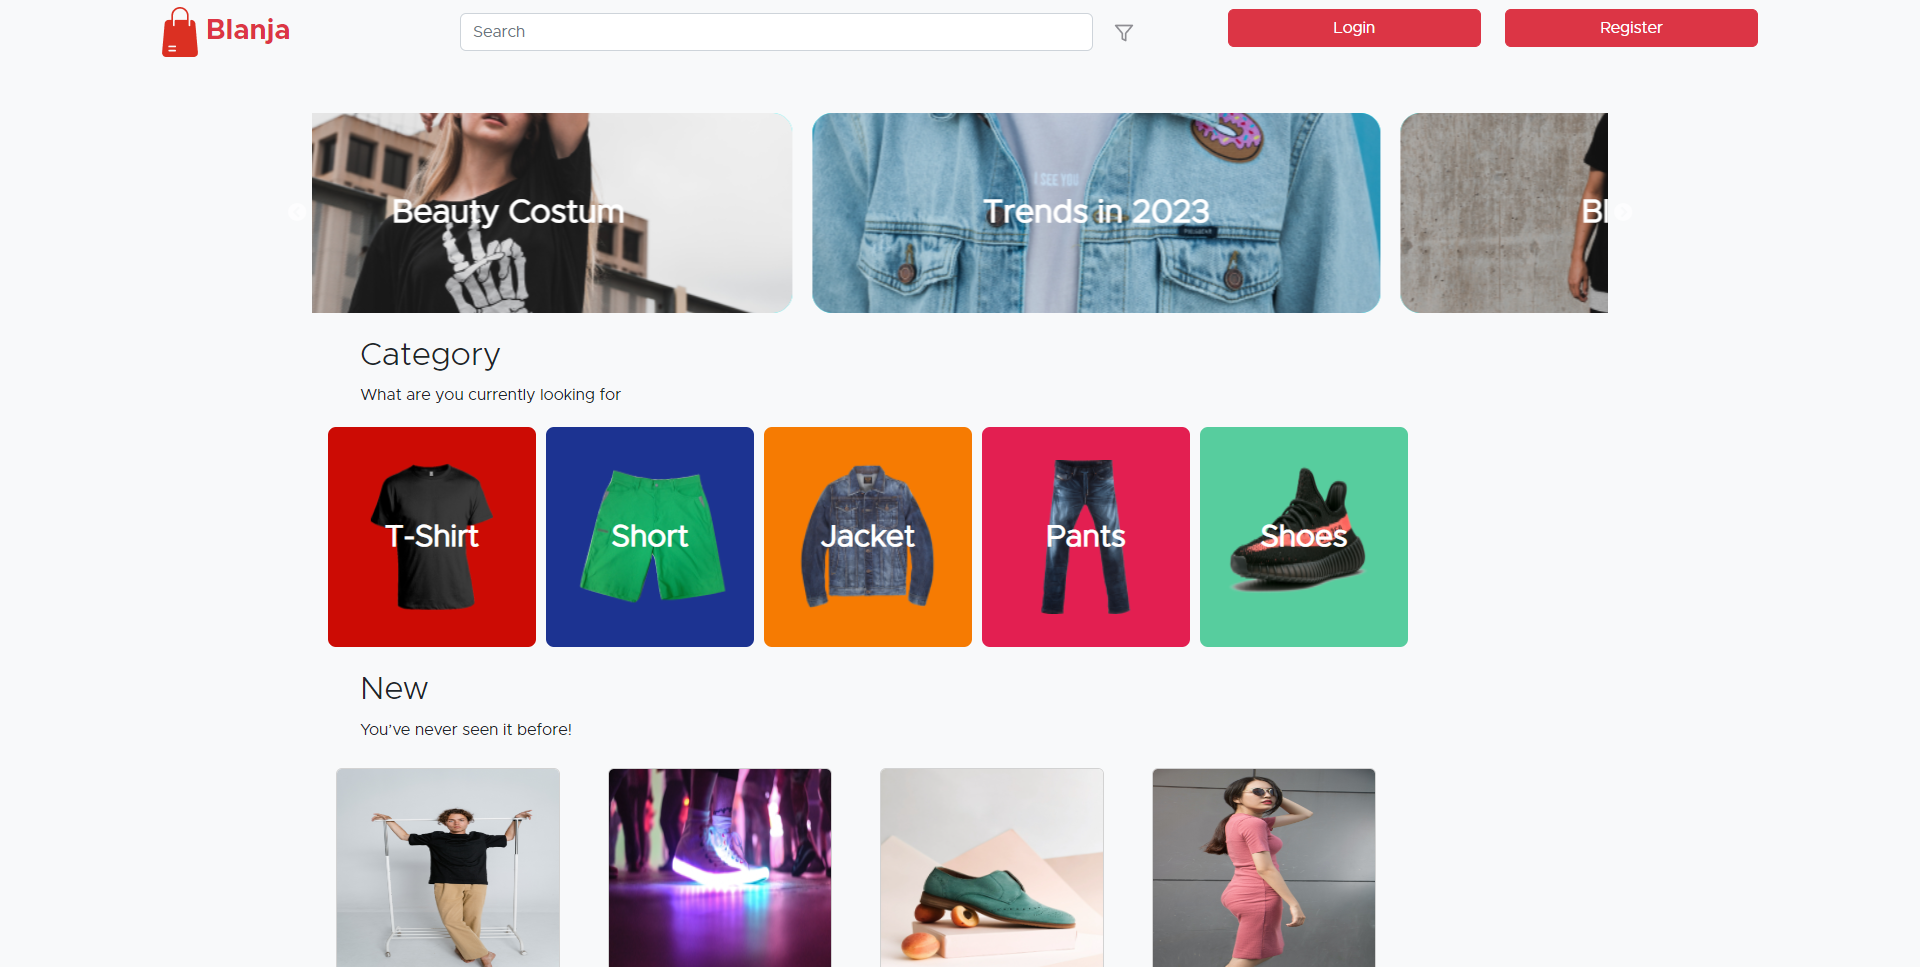 Blanja
Search
Login
Register
Beauty Costum
I SEE YOU
Trends in 2023
Bl
Category
What are you currently looking for
T-Shirt
Short
Jacket
Pants
Shoes
New
You've never seen it before!